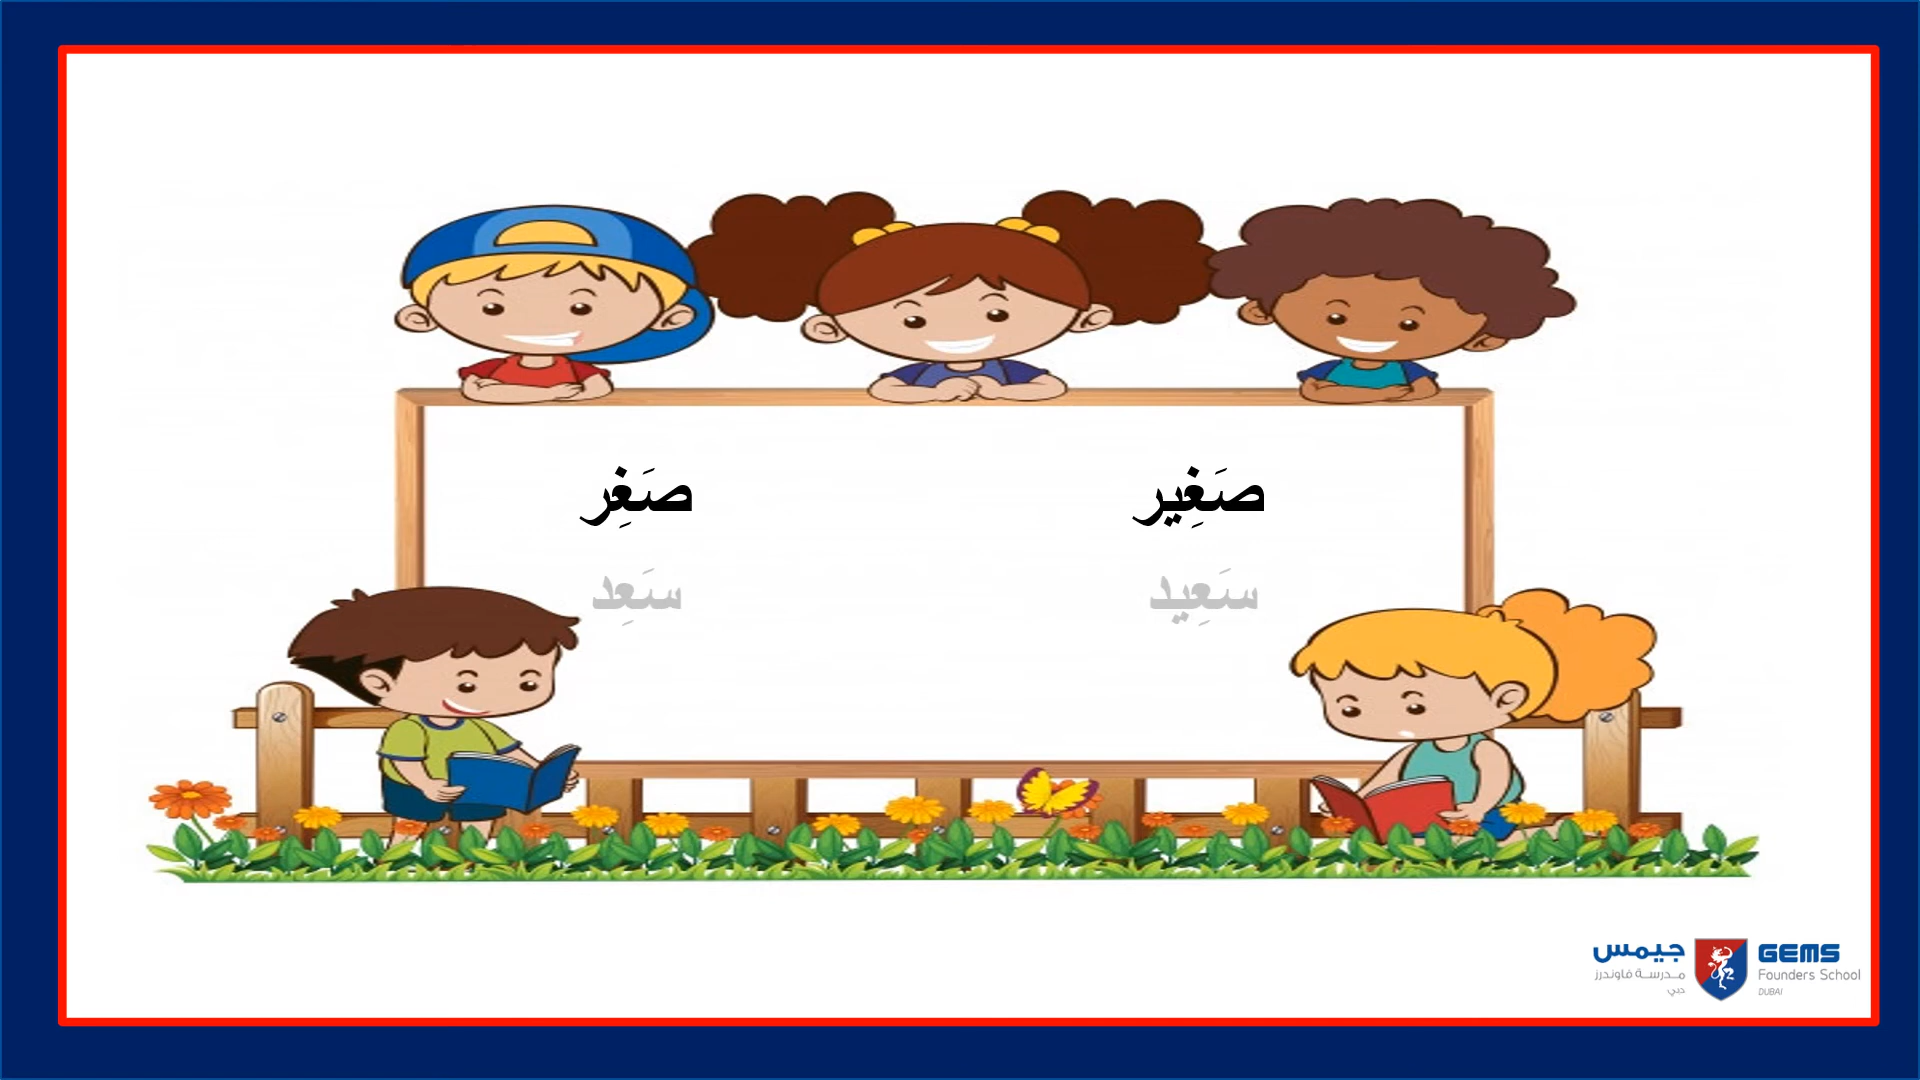 صَغِير صَغِر
سَعِيد سَعِد
جيمس
مدرسة فاوندرز
دبي
GEMS
Founders School
DUBAI